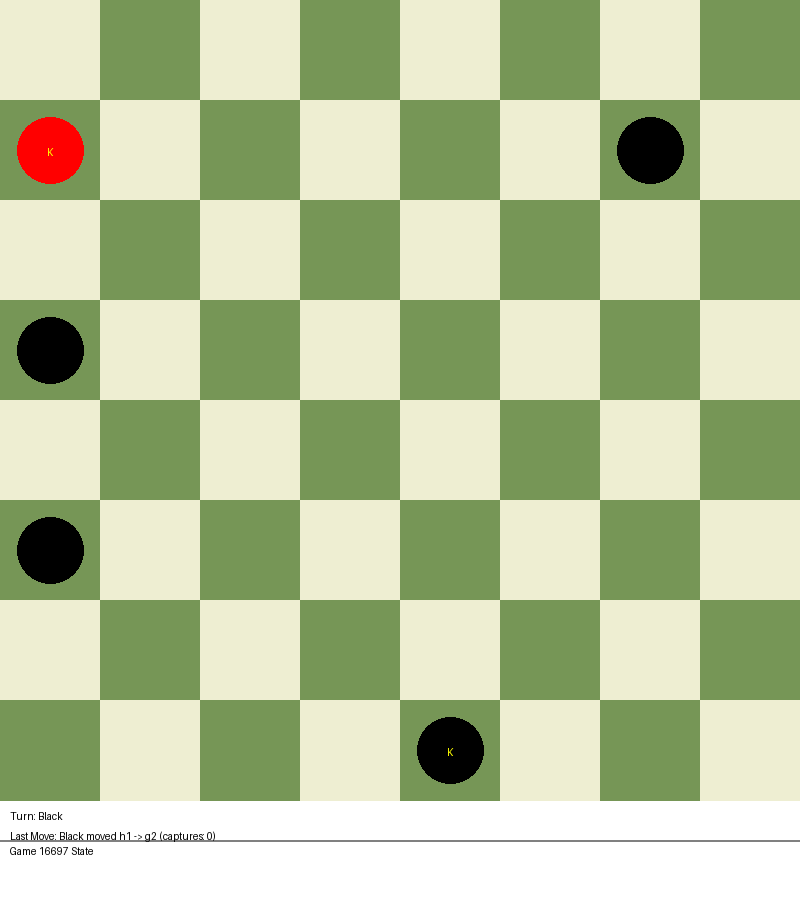 K
K
Turn: Black
Last Move: Black moved h1 -> g2 (captures: 0)
Game 16697 State